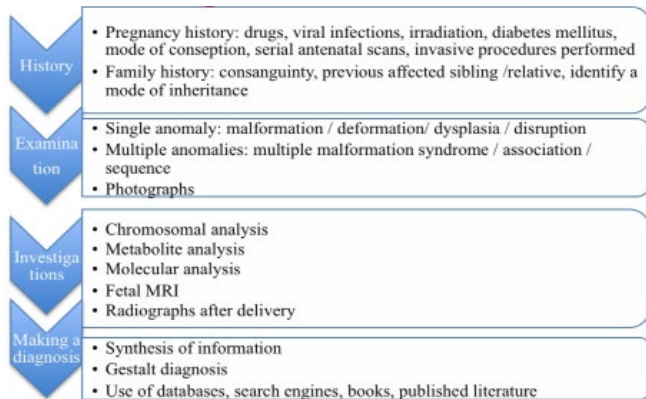 History
• Pregnancy history: drugs, viral infections, irradiation, diabetes mellitus,
mode of conseption, serial antenatal scans, invasive procedures performed
• Family history: consanguinty, previous affected sibling /relative, identify a
mode of inheritance
Examina
tion
• Single anomaly: malformation / deformation/ dysplasia / disruption
• Multiple anomalies: multiple malformation syndrome / association /
sequence
• Photographs
Investiga
tions
• Chromosomal analysis
• Metabolite analysis
• Molecular analysis
• Fetal MRI
• Radiographs after delivery
Making a
diagnosis
• Synthesis of information
• Gestalt diagnosis
• Use of databases, search engines, books, published literature